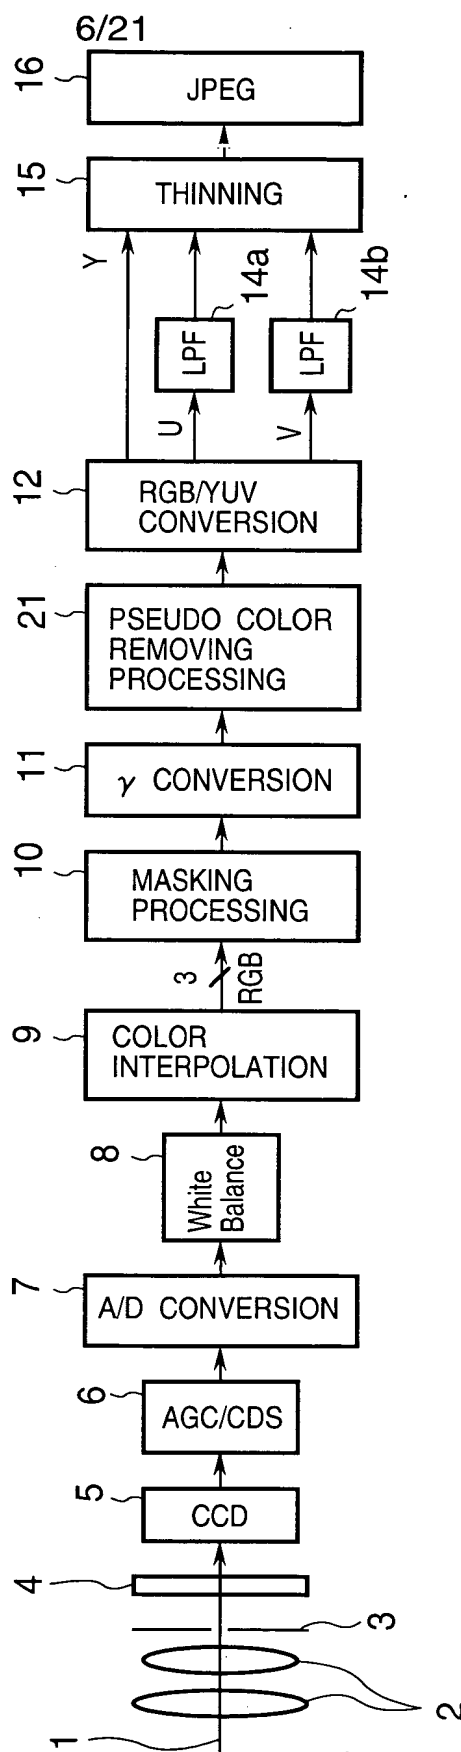 6/21
1
2
3
4
5
CCD
6
AGC/CDS
7
A/D CONVERSION
8
White
Balance
9
COLOR
INTERPOLATION
3
RGB
10
MASKING
PROCESSING
11
γ CONVERSION
21
PSEUDO COLOR
REMOVING
PROCESSING
12
RGB/YUV
CONVERSION
Y
U
V
LPF
14a
LPF
14b
15
THINNING
16
JPEG